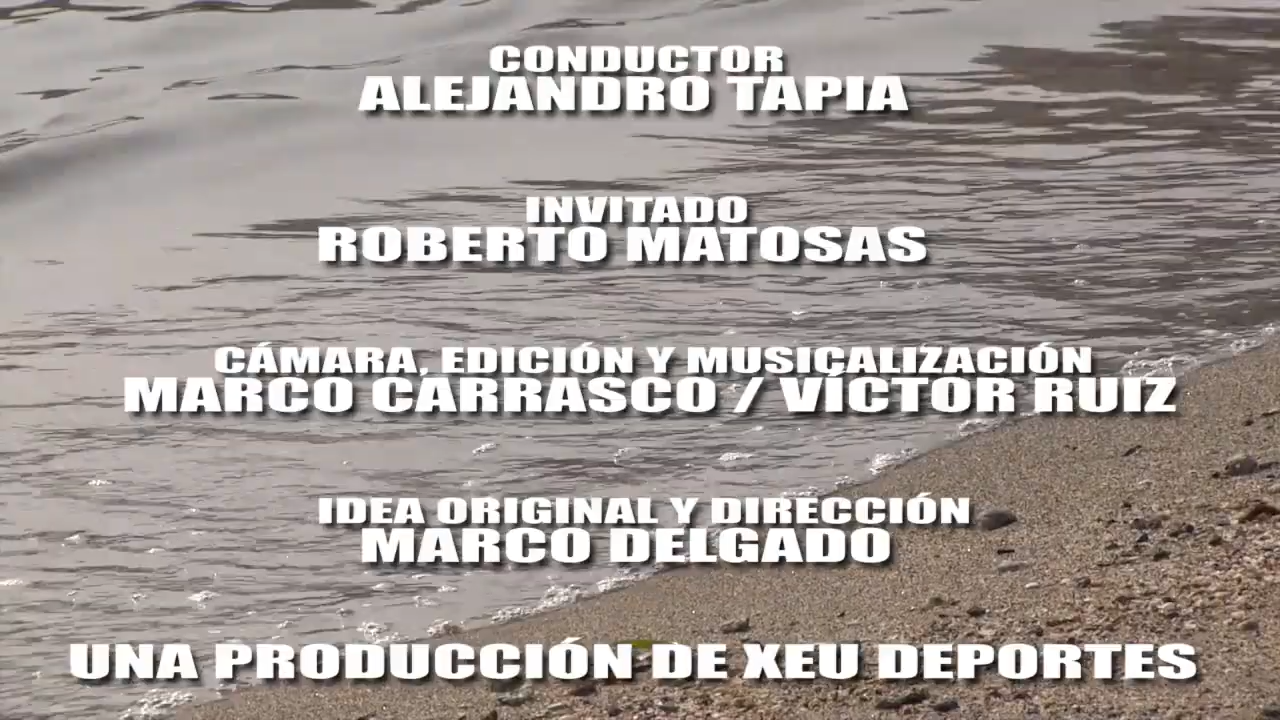 CONDUCTOR
ALEJANDRO TAPIA
INVITADO
ROBERTO MATOSAS
CÁMARA, EDICIÓN Y MUSICALIZACIÓN
MARCO CARRASCO / VÍCTOR RUIZ
IDEA ORIGINAL Y DIRECCIÓN
MARCO DELGADO
UNA PRODUCCIÓN DE XEU DEPORTES